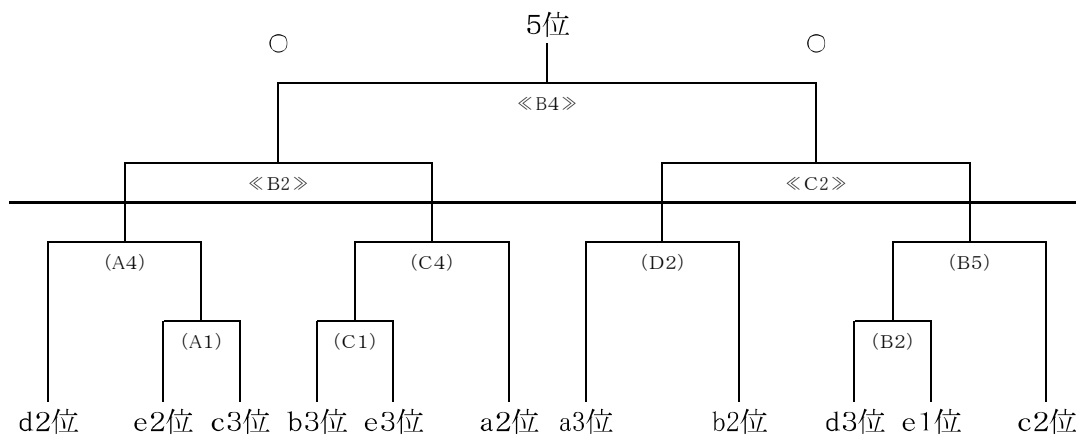 5位
○ ○
≪B4≫
≪B2≫ ≪C2≫
(A4) (C4) (D2) (B5)
(A1) (C1) (B2)
d2位 e2位 c3位 b3位 e3位 a2位 a3位 b2位 d3位 e1位 c2位